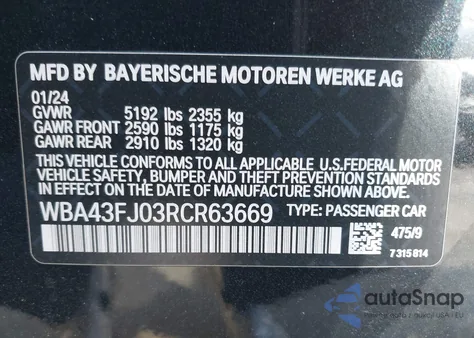 MFD BY BAYERISCHE MOTOREN WERKE AG
01/24
GVWR 5192 lbs 2355 kg
GAWR FRONT 2590 lbs 1175 kg
GAWR REAR 2910 lbs 1320 kg
THIS VEHICLE CONFORMS TO ALL APPLICABLE U.S.FEDERAL MOTOR
VEHICLE SAFETY, BUMPER AND THEFT PREVENTION STANDARDS IN
EFFECT ON THE DATE OF MANUFACTURE SHOWN ABOVE.
WBA43FJ03RCR63669 TYPE: PASSENGER CAR
475/9
7315814
autoSnap